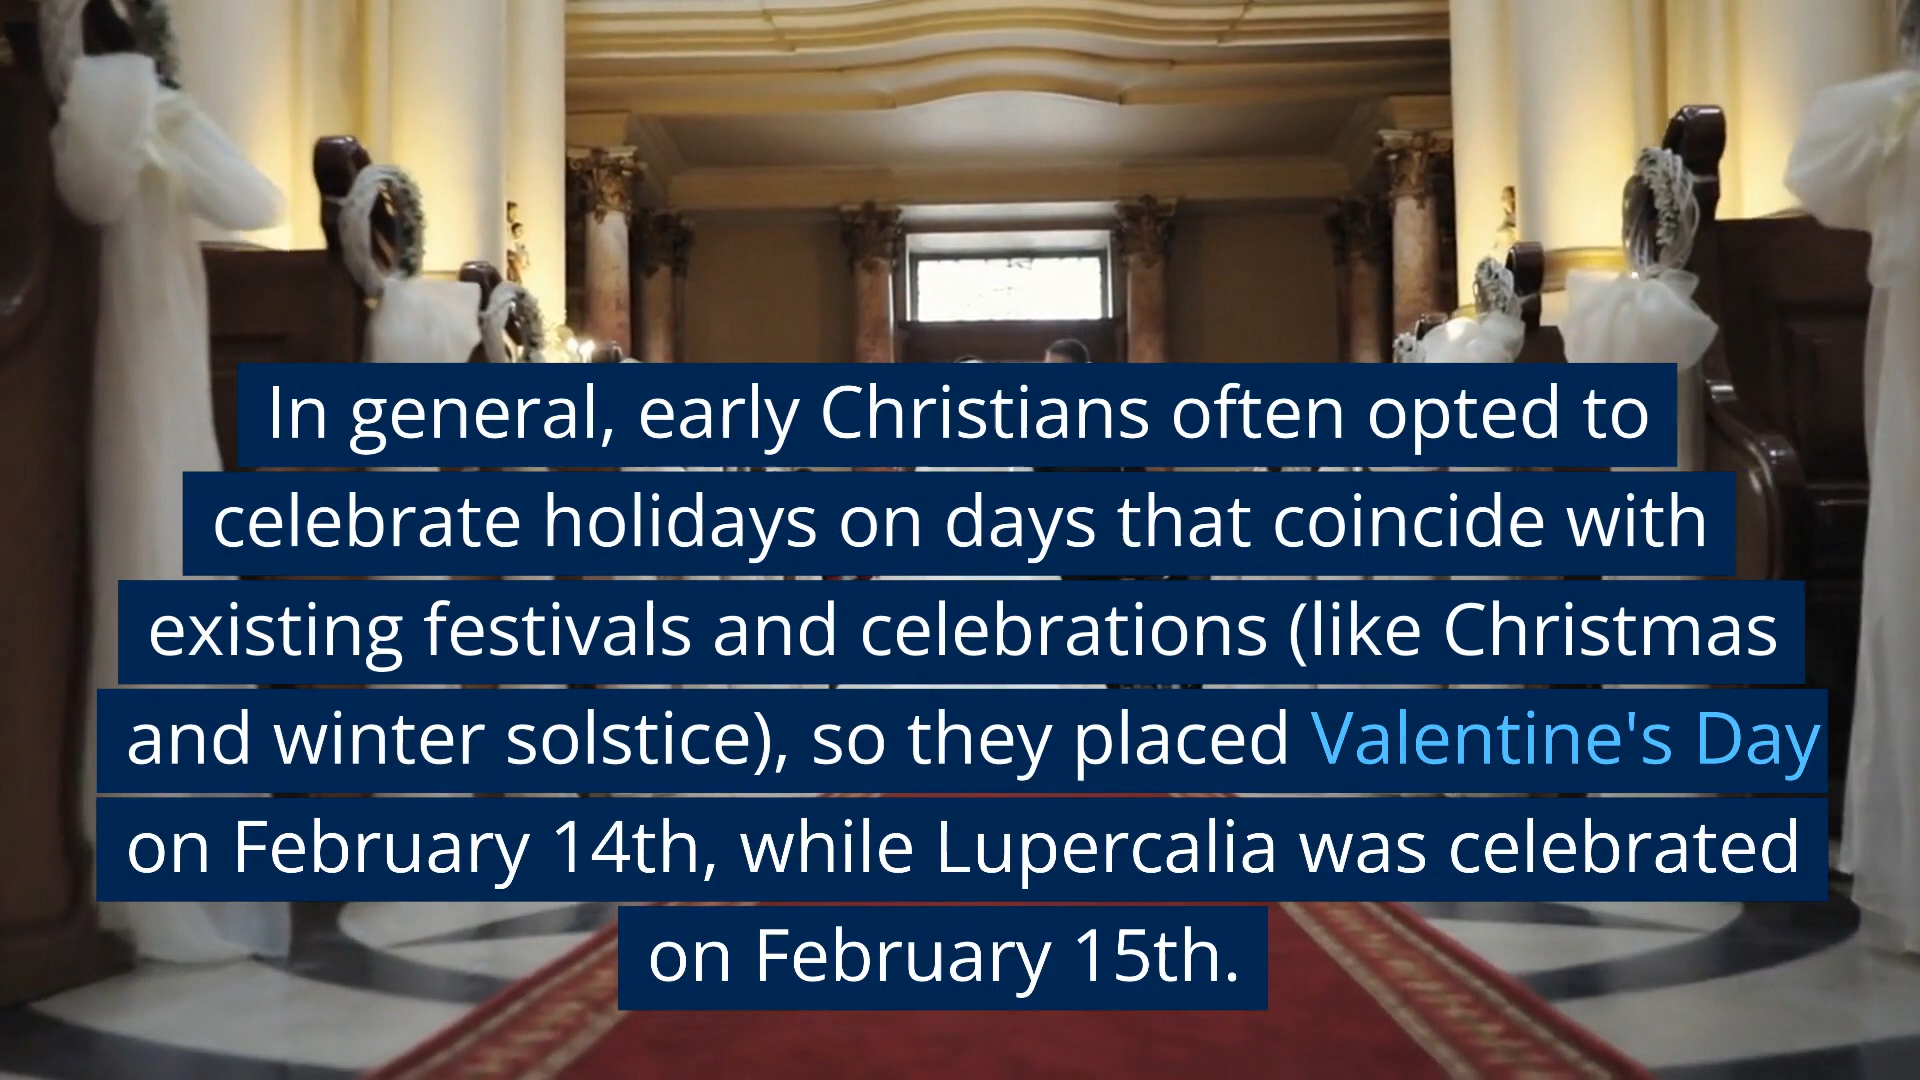 In general, early Christians often opted to
celebrate holidays on days that coincide with
existing festivals and celebrations (like Christmas
and winter solstice), so they placed Valentine's Day
on February 14th, while Lupercalia was celebrated
on February 15th.